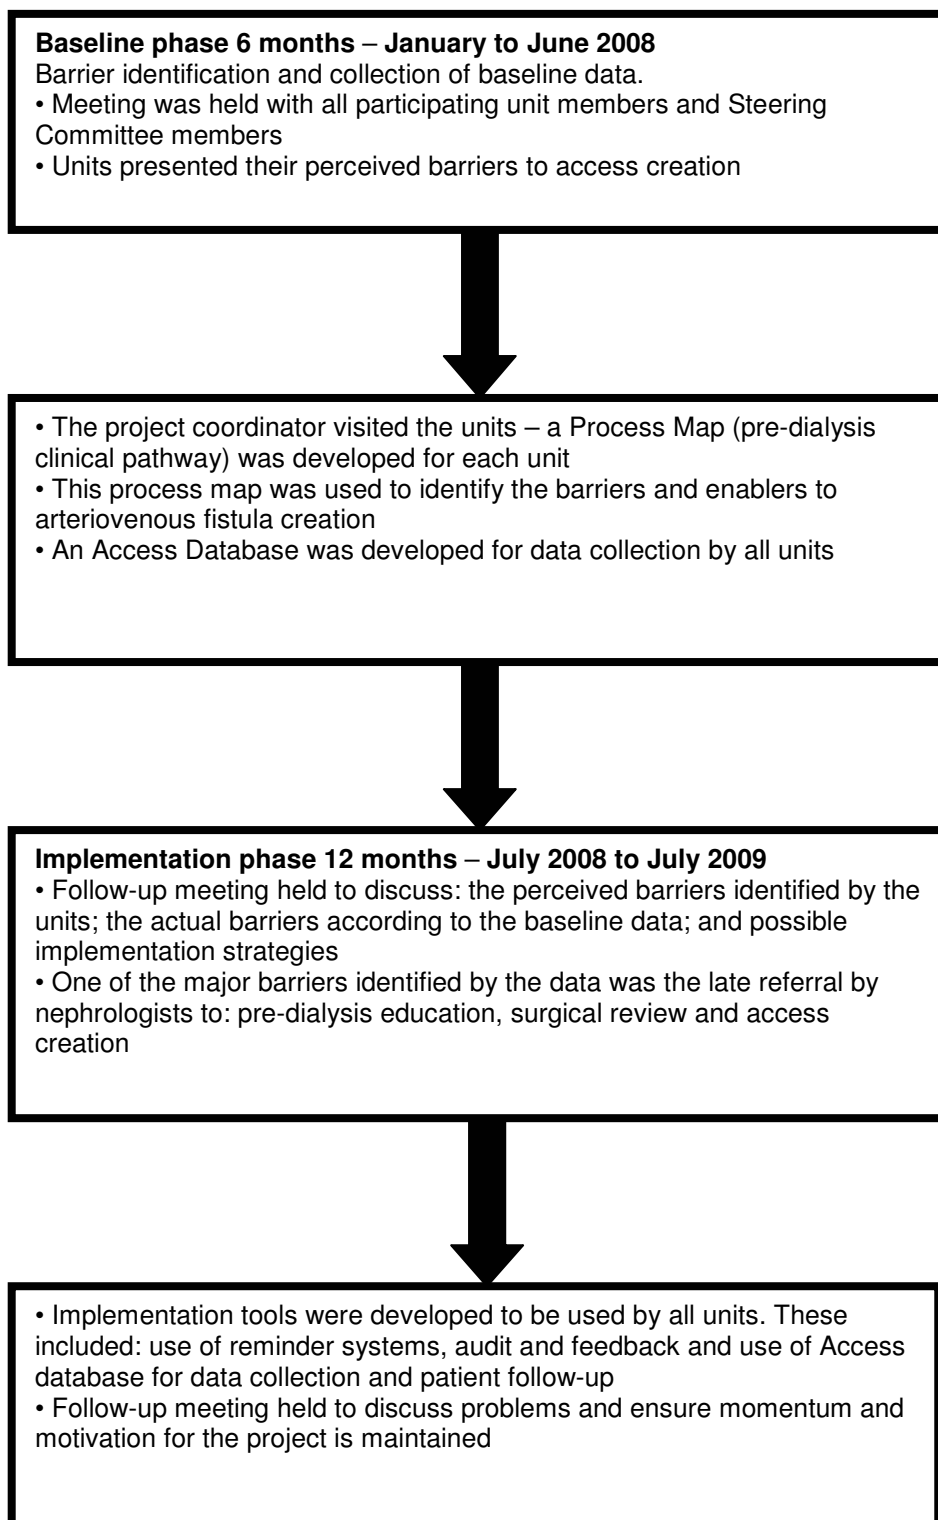 Baseline phase 6 months – January to June 2008
Barrier identification and collection of baseline data.
• Meeting was held with all participating unit members and Steering
Committee members
• Units presented their perceived barriers to access creation
• The project coordinator visited the units – a Process Map (pre-dialysis
clinical pathway) was developed for each unit
• This process map was used to identify the barriers and enablers to
arteriovenous fistula creation
• An Access Database was developed for data collection by all units
Implementation phase 12 months – July 2008 to July 2009
• Follow-up meeting held to discuss: the perceived barriers identified by the
units; the actual barriers according to the baseline data; and possible
implementation strategies
• One of the major barriers identified by the data was the late referral by
nephrologists to: pre-dialysis education, surgical review and access
creation
• Implementation tools were developed to be used by all units. These
included: use of reminder systems, audit and feedback and use of Access
database for data collection and patient follow-up
• Follow-up meeting held to discuss problems and ensure momentum and
motivation for the project is maintained